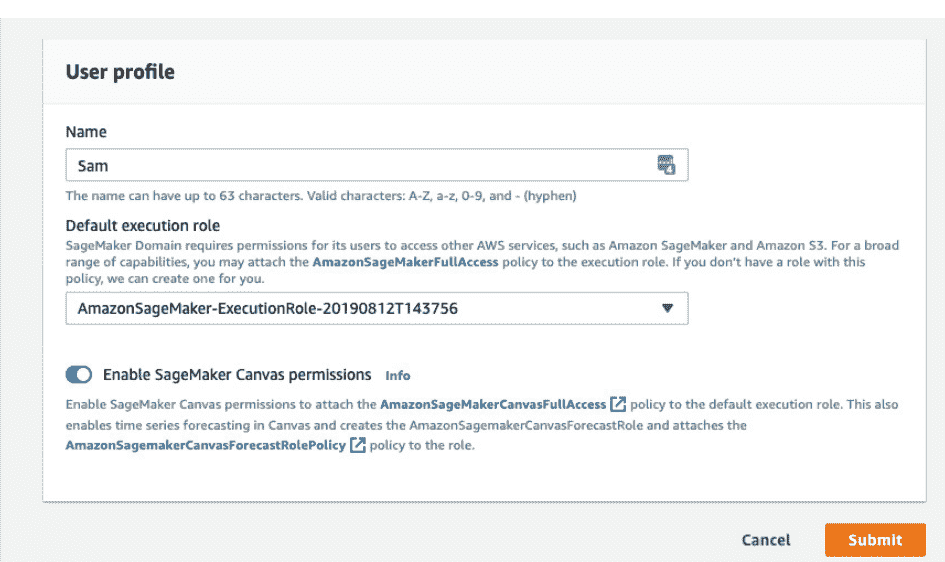 User profile
Name
Sam
The name can have up to 63 characters. Valid characters: A-Z, a-z, 0-9, and - (hyphen)
Default execution role
SageMaker Domain requires permissions for its users to access other AWS services, such as Amazon SageMaker and Amazon S3. For a broad
range of capabilities, you may attach the AmazonSageMakerFullAccess policy to the execution role. If you don't have a role with this
policy, we can create one for you.
AmazonSageMaker-ExecutionRole-20190812T143756
Enable SageMaker Canvas permissions Info
Enable SageMaker Canvas permissions to attach the AmazonSageMakerCanvasFullAccess policy to the default execution role. This also
enables time series forecasting in Canvas and creates the AmazonSagemakerCanvasForecastRole and attaches the
AmazonSagemakerCanvasForecastRolePolicy policy to the role.
Cancel Submit